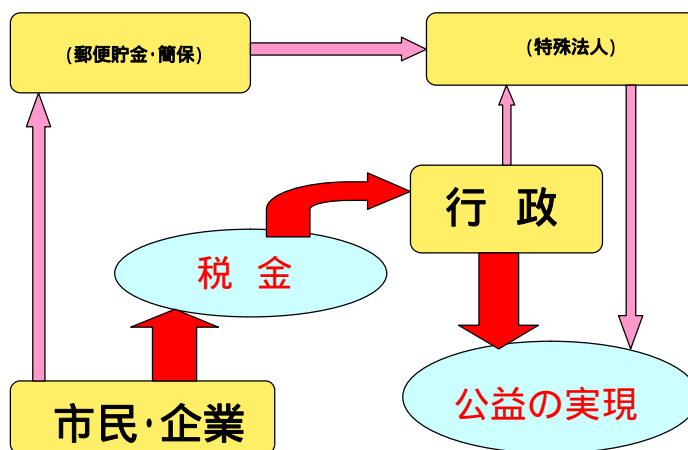 (郵便貯金・簡保)
(特殊法人)
行 政
税 金
公益の実現
市民・企業